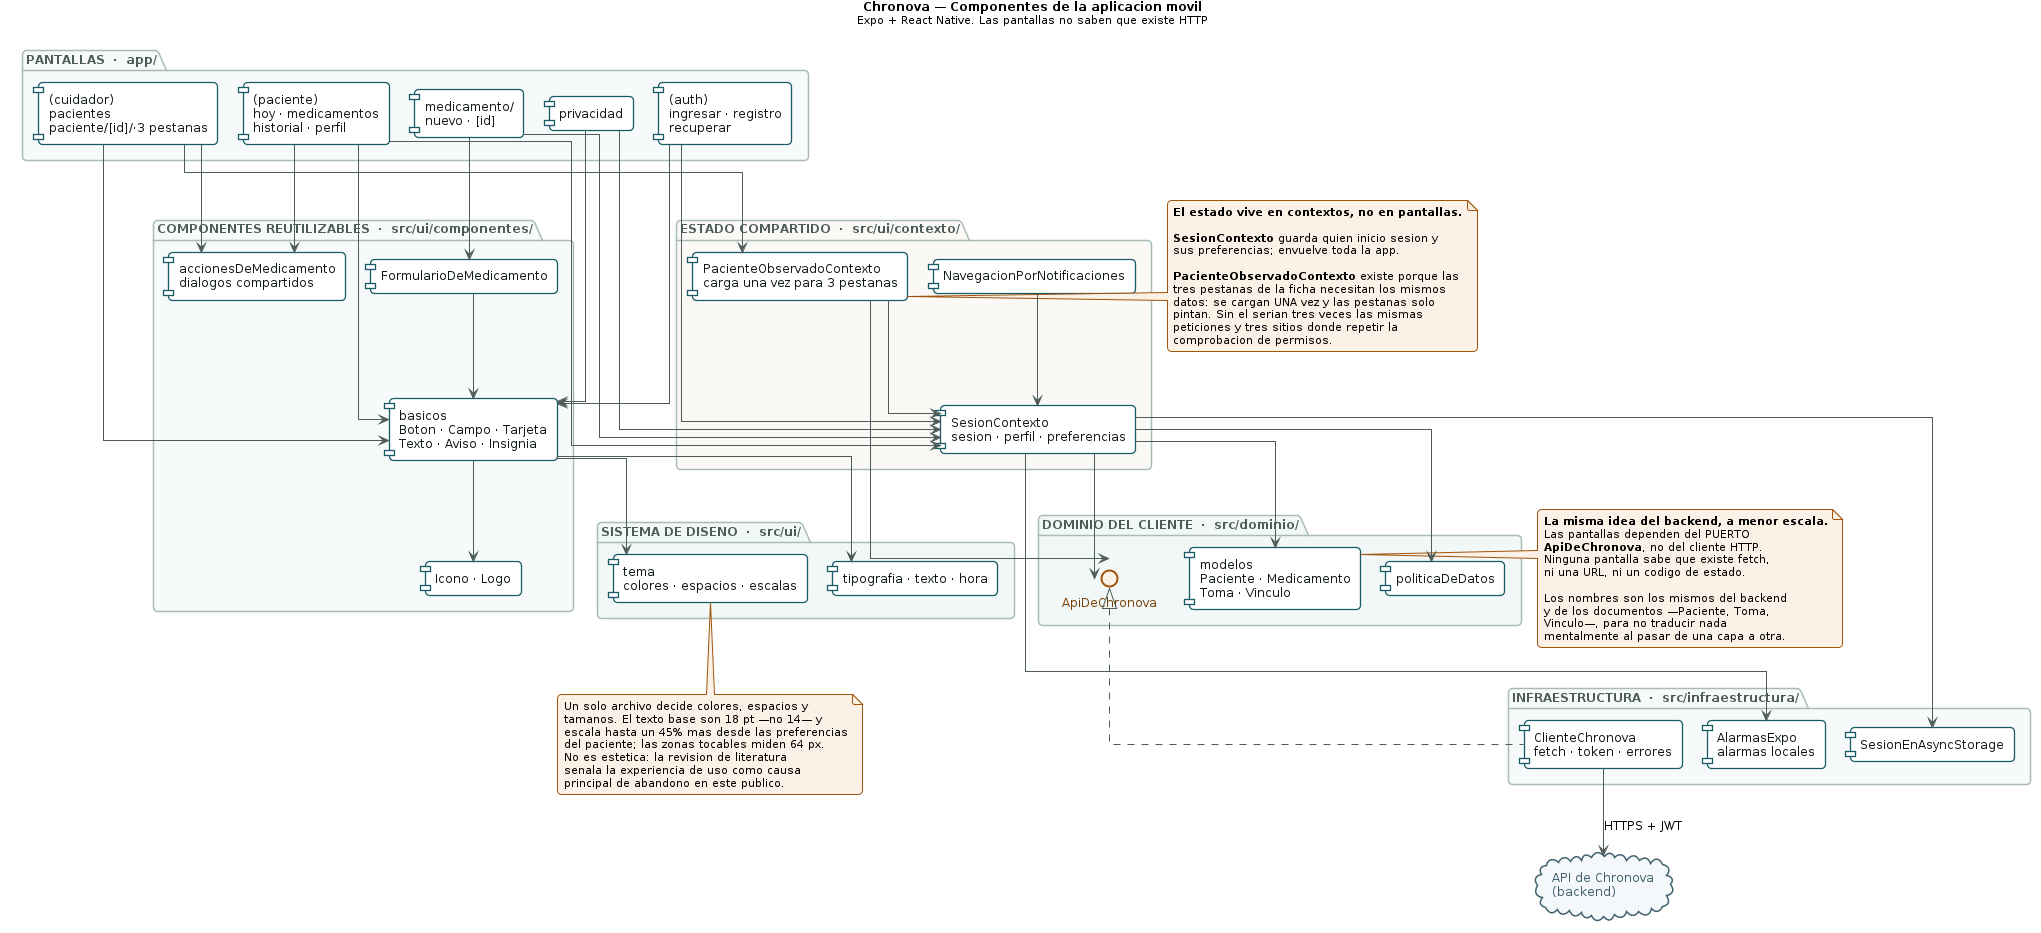 Chronova — Componentes de la aplicacion movil
Expo + React Native. Las pantallas no saben que existe HTTP
PANTALLAS · app/
(cuidador)
pacientes
paciente/[id]/·3 pestanas
(paciente)
hoy · medicamentos
historial · perfil
medicamento/
nuevo · [id]
privacidad
(auth)
ingresar · registro
recuperar
COMPONENTES REUTILIZABLES · src/ui/componentes/
accionesDeMedicamento
dialogos compartidos
FormularioDeMedicamento
basicos
Boton · Campo · Tarjeta
Texto · Aviso · Insignia
Icono · Logo
ESTADO COMPARTIDO · src/ui/contexto/
PacienteObservadoContexto
carga una vez para 3 pestanas
NavegacionPorNotificaciones
SesionContexto
sesion · perfil · preferencias
El estado vive en contextos, no en pantallas.
SesionContexto guarda quien inicio sesion y
sus preferencias; envuelve toda la app.
PacienteObservadoContexto existe porque las
tres pestanas de la ficha necesitan los mismos
datos: se cargan UNA vez y las pestanas solo
pintan. Sin el serian tres veces las mismas
peticiones y tres sitios donde repetir la
comprobacion de permisos.
SISTEMA DE DISENO · src/ui/
tema
colores · espacios · escalas
tipografia · texto · hora
DOMINIO DEL CLIENTE · src/dominio/
ApiDeChronova
modelos
Paciente · Medicamento
Toma · Vinculo
politicaDeDatos
La misma idea del backend, a menor escala.
Las pantallas dependen del PUERTO
ApiDeChronova, no del cliente HTTP.
Ninguna pantalla sabe que existe fetch,
ni una URL, ni un codigo de estado.
Los nombres son los mismos del backend
y de los documentos —Paciente, Toma,
Vinculo—, para no traducir nada
mentalmente al pasar de una capa a otra.
Un solo archivo decide colores, espacios y
tamanos. El texto base son 18 pt —no 14— y
escala hasta un 45% mas desde las preferencias
del paciente; las zonas tocables miden 64 px.
No es estetica: la revision de literatura
senala la experiencia de uso como causa
principal de abandono en este publico.
INFRAESTRUCTURA · src/infraestructura/
ClienteChronova
fetch · token · errores
AlarmasExpo
alarmas locales
SesionEnAsyncStorage
HTTPS + JWT
API de Chronova
(backend)